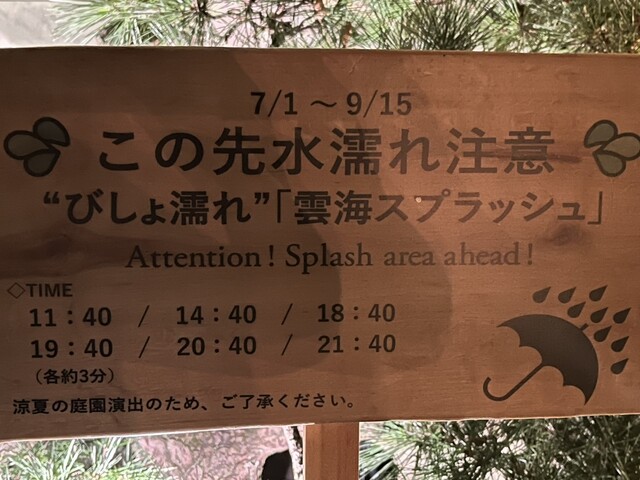 7/1 ～ 9/15
この先水濡れ注意
“びしょ濡れ”「雲海スプラッシュ」
Attention! Splash area ahead!
◇TIME
11：40 / 14：40 / 18：40
19：40 / 20：40 / 21：40
（各約3分）
涼夏の庭園演出のため、ご了承ください。